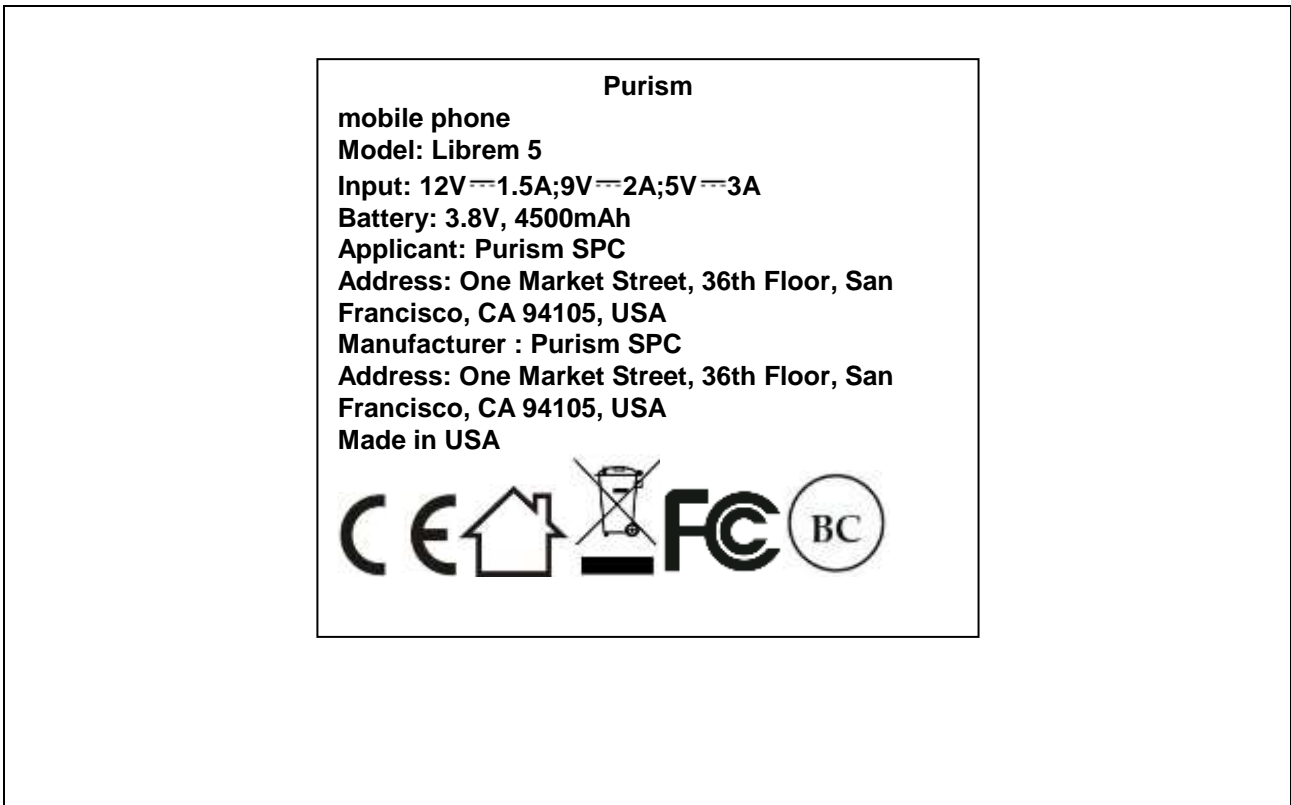 Purism
mobile phone
Model: Librem 5
Input: 12V⎓1.5A;9V⎓2A;5V⎓3A
Battery: 3.8V, 4500mAh
Applicant: Purism SPC
Address: One Market Street, 36th Floor, San
Francisco, CA 94105, USA
Manufacturer : Purism SPC
Address: One Market Street, 36th Floor, San
Francisco, CA 94105, USA
Made in USA
CE FC BC